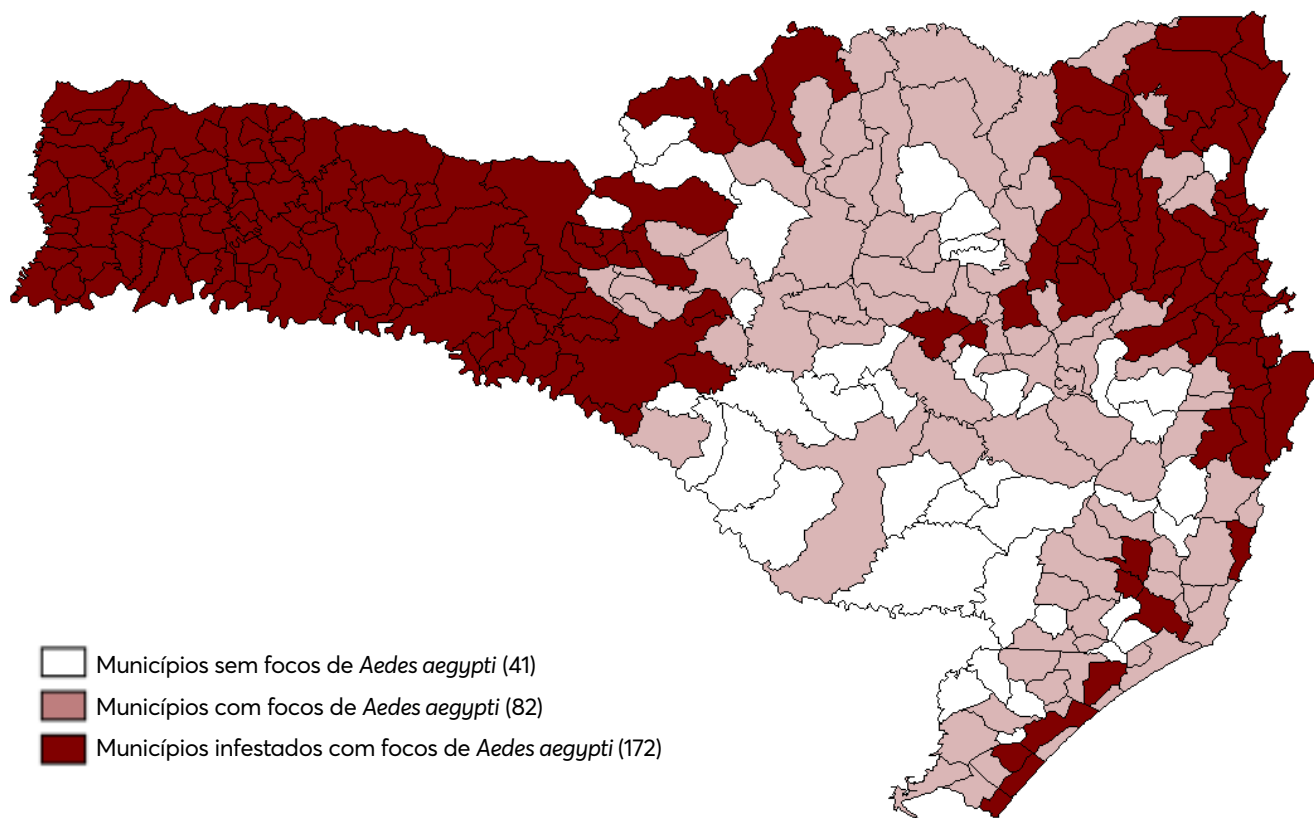 Municípios sem focos de Aedes aegypti (41)
Municípios com focos de Aedes aegypti (82)
Municípios infestados com focos de Aedes aegypti (172)